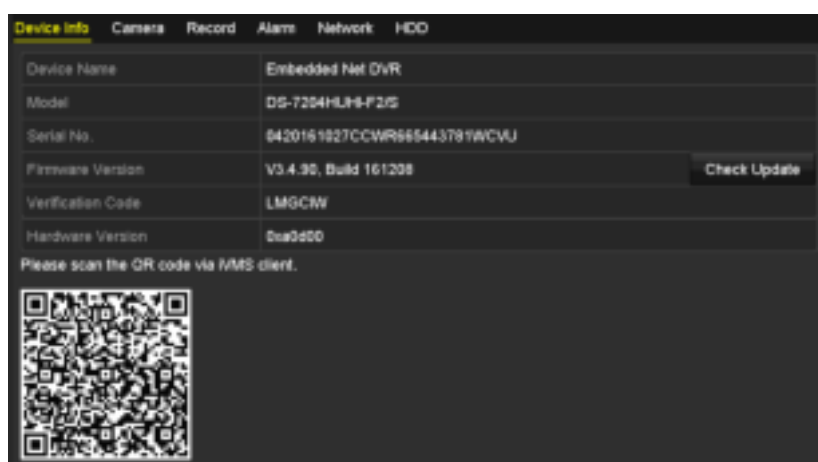 Device Info Camera Record Alarm Network HDD
Device Name Embedded Net DVR
Model DS-7204HUHI-F2/S
Serial No. 0420161027CCWR665443781WCVU
Firmware Version V3.4.90, Build 161208 Check Update
Verification Code LMGCIW
Hardware Version 0xa0d00
Please scan the QR code via iVMS client.